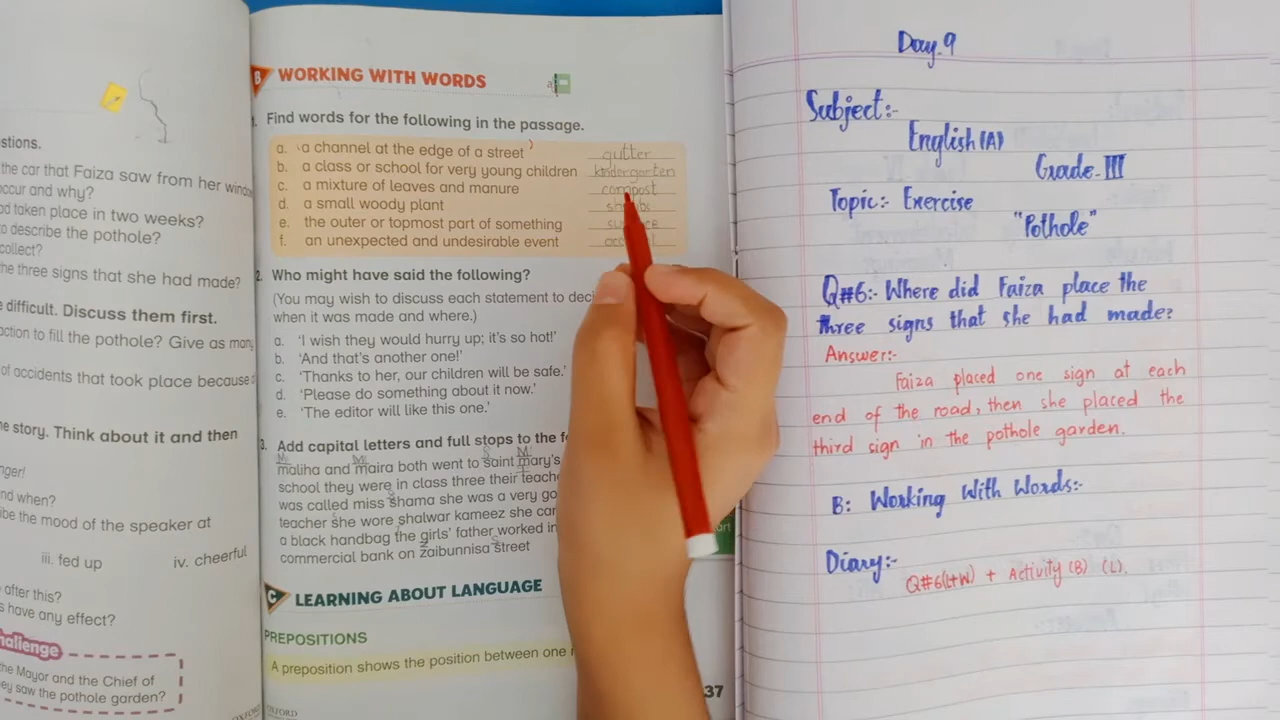 stions.
the car that Faiza saw from her window
occur and why?
d taken place in two weeks?
to describe the pothole?
collect?
he three signs that she had made?
e difficult. Discuss them first.
action to fill the pothole? Give as many
of accidents that took place because
e story. Think about it and then
nger!
nd when?
ibe the mood of the speaker at
iii. fed up iv. cheerful
after this?
s have any effect?
hallenge
the Mayor and the Chief of
ey saw the pothole garden?
B WORKING WITH WORDS
1. Find words for the following in the passage.
a. a channel at the edge of a street gutter
b. a class or school for very young children kindergarten
c. a mixture of leaves and manure compost
d. a small woody plant
e. the outer or topmost part of something
f. an unexpected and undesirable event
2. Who might have said the following?
(You may wish to discuss each statement to deci
when it was made and where.)
a. 'I wish they would hurry up; it's so hot!'
b. 'And that's another one!'
c. 'Thanks to her, our children will be safe.'
d. 'Please do something about it now.'
e. 'The editor will like this one.'
3. Add capital letters and full stops to the f
M M S M
maliha and maira both went to saint mary's
school they were in class three their teache
was called miss shama she was a very go
teacher she wore shalwar kameez she car
a black handbag the girls' father worked in
commercial bank on zaibunnisa street
C LEARNING ABOUT LANGUAGE
PREPOSITIONS
A preposition shows the position between one
37
OXFORD
OXFORD
Day.9
Subject:-
English (A)
Grade-III
Topic:- Exercise
"Pothole"
Q#6:- Where did Faiza place the
three signs that she had made?
Answer:-
Faiza placed one sign at each
end of the road, then she placed the
third sign in the pothole garden.
B: Working With Words:-
Diary:-
Q#6(L+W) + Activity (B) (L).